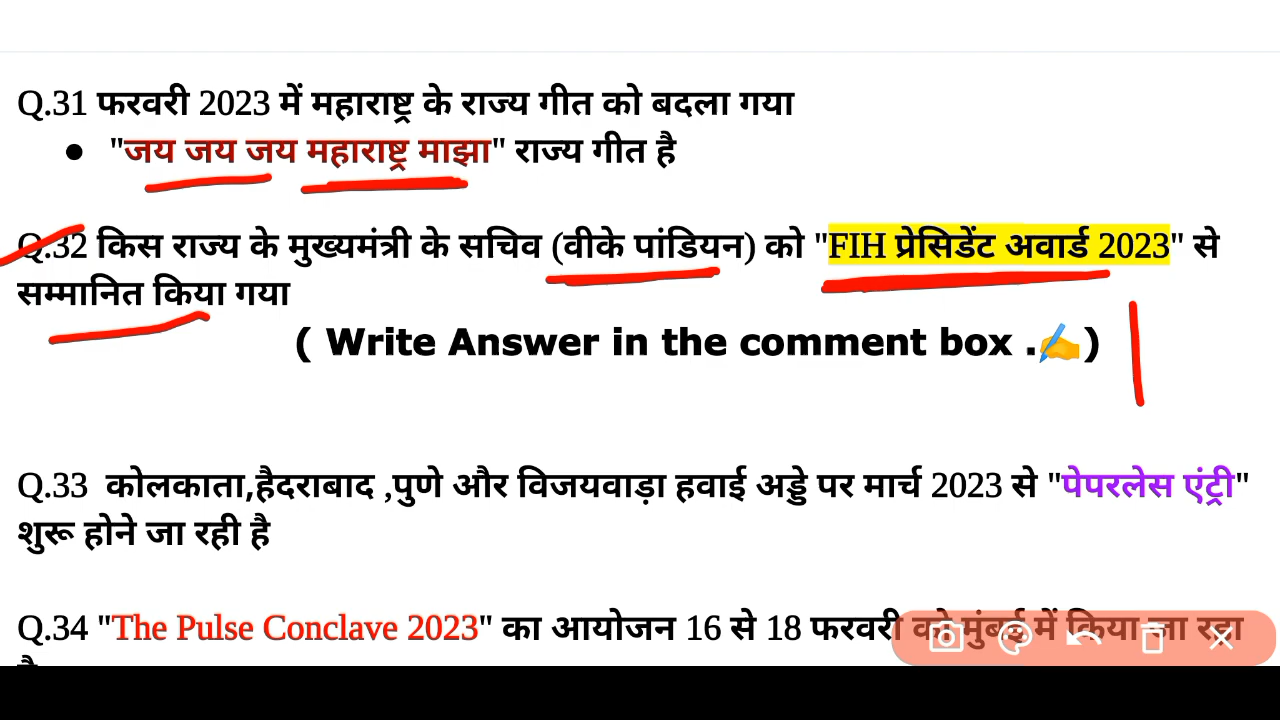 Q.31 फरवरी 2023 में महाराष्ट्र के राज्य गीत को बदला गया
● "जय जय जय महाराष्ट्र माझा" राज्य गीत है
Q.32 किस राज्य के मुख्यमंत्री के सचिव (वीके पांडियन) को "FIH प्रेसिडेंट अवार्ड 2023" से
सम्मानित किया गया
( Write Answer in the comment box .✍️)
Q.33 कोलकाता,हैदराबाद ,पुणे और विजयवाड़ा हवाई अड्डे पर मार्च 2023 से "पेपरलेस एंट्री"
शुरू होने जा रही है
Q.34 "The Pulse Conclave 2023" का आयोजन 16 से 18 फरवरी को मुंबई में किया जा रहा